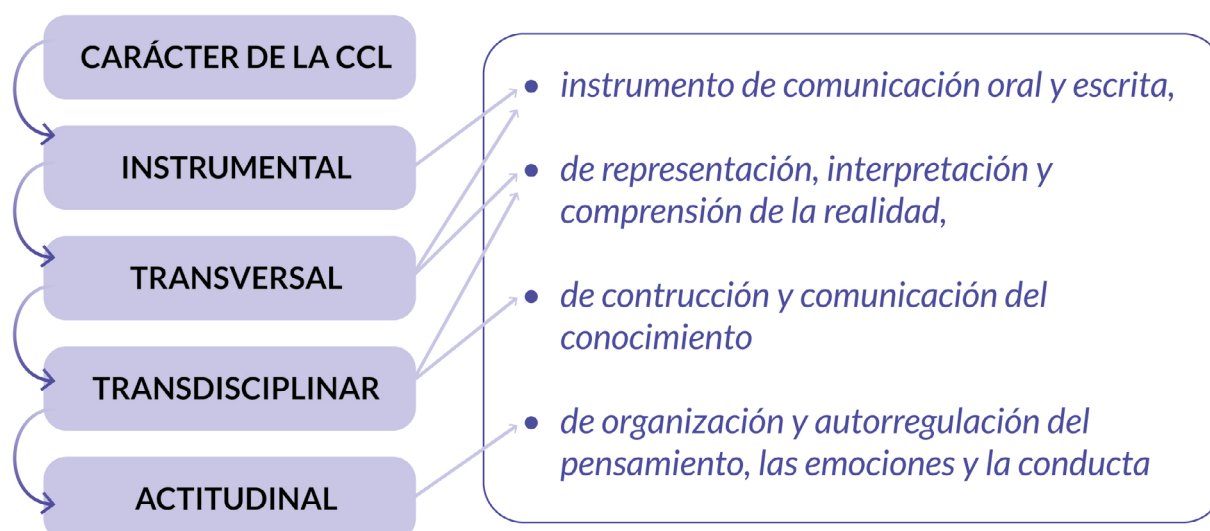 CARÁCTER DE LA CCL
INSTRUMENTAL
TRANSVERSAL
TRANSDISCIPLINAR
ACTITUDINAL
• instrumento de comunicación oral y escrita,
• de representación, interpretación y
comprensión de la realidad,
• de contrucción y comunicación del
conocimiento
• de organización y autorregulación del
pensamiento, las emociones y la conducta